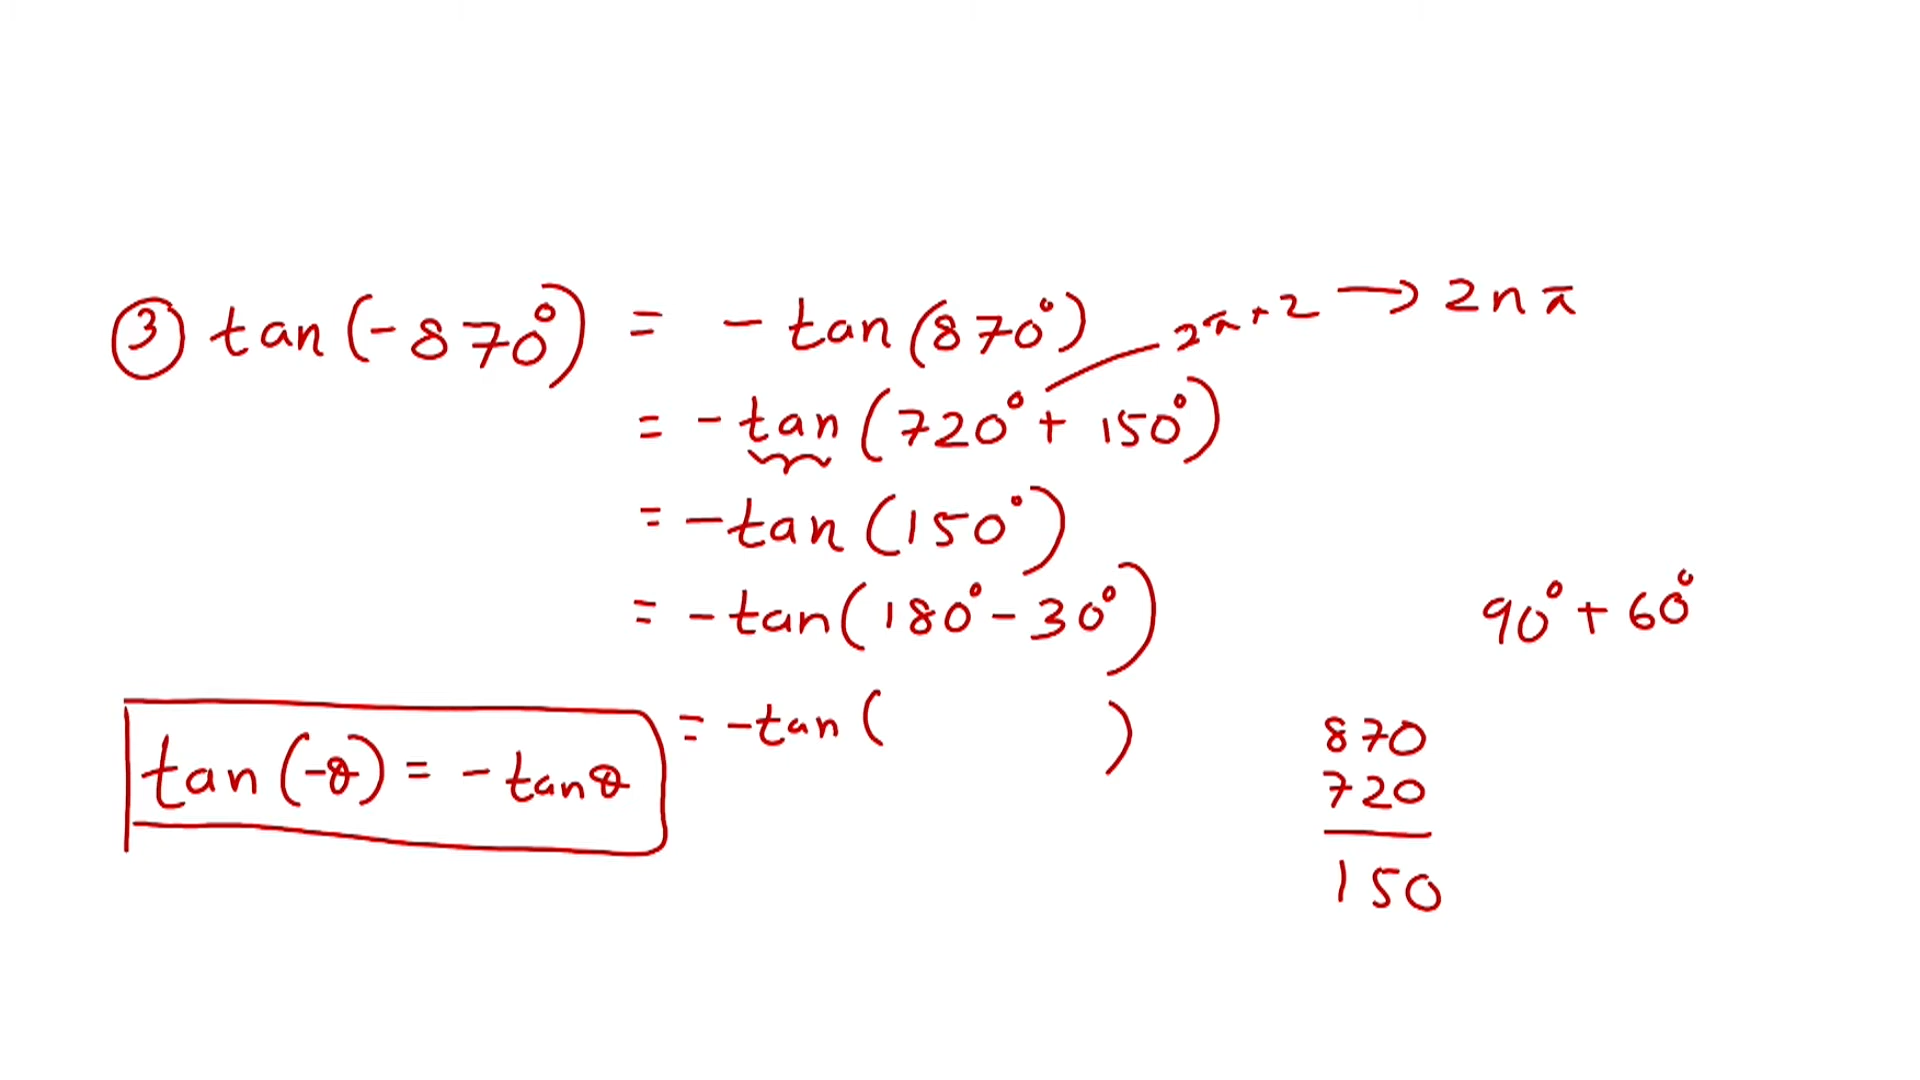 ③ tan(-870°) = - tan(870°) 2π×2 → 2nπ
= - tan(720° + 150°)
= - tan(150°)
= - tan(180° - 30°) 90° + 60°
= - tan( )
tan(-θ) = - tanθ
870
720
150